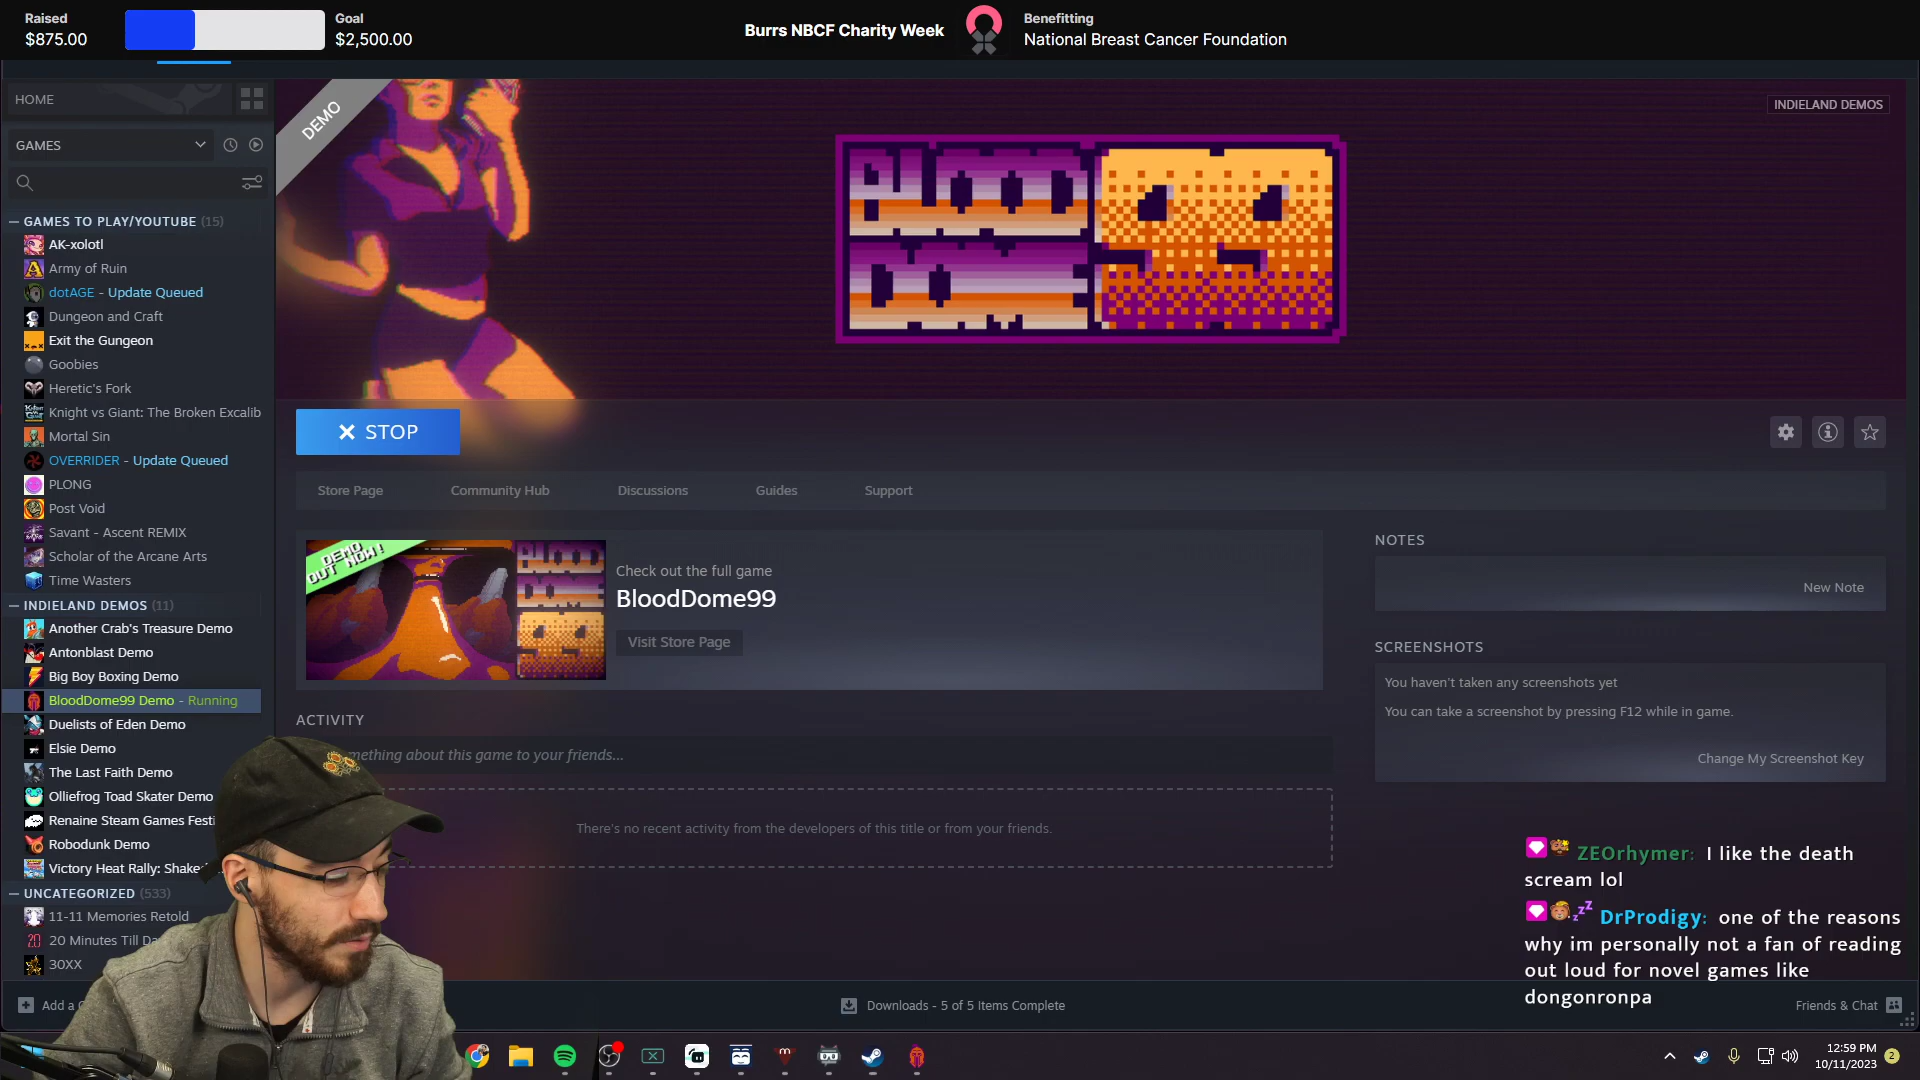 Raised
$875.00
Goal
$2,500.00
Burrs NBCF Charity Week
Benefitting
National Breast Cancer Foundation
HOME
GAMES
GAMES TO PLAY/YOUTUBE (15)
AK-xolotl
Army of Ruin
dotAGE - Update Queued
Dungeon and Craft
Exit the Gungeon
Goobies
Heretic's Fork
Knight vs Giant: The Broken Excalib
Mortal Sin
OVERRIDER - Update Queued
PLONG
Post Void
Savant - Ascent REMIX
Scholar of the Arcane Arts
Time Wasters
INDIELAND DEMOS (11)
Another Crab's Treasure Demo
Antonblast Demo
Big Boy Boxing Demo
BloodDome99 Demo - Running
Duelists of Eden Demo
Elsie Demo
The Last Faith Demo
Olliefrog Toad Skater Demo
Renaine Steam Games Festi
Robodunk Demo
Victory Heat Rally: Shake
UNCATEGORIZED (533)
11-11 Memories Retold
20 Minutes Till Da
30XX
Add a
DEMO
INDIELAND DEMOS
BLOOD
DO
STOP
Store Page
Community Hub
Discussions
Guides
Support
DEMO
OUT NOW!
Check out the full game
BloodDome99
Visit Store Page
ACTIVITY
mething about this game to your friends...
There's no recent activity from the developers of this title or from your friends.
NOTES
New Note
SCREENSHOTS
You haven't taken any screenshots yet
You can take a screenshot by pressing F12 while in game.
Change My Screenshot Key
ZEOrhymer: I like the death
scream lol
DrProdigy: one of the reasons
why im personally not a fan of reading
out loud for novel games like
dongonronpa
Downloads - 5 of 5 Items Complete
Friends & Chat
12:59 PM
10/11/2023
2